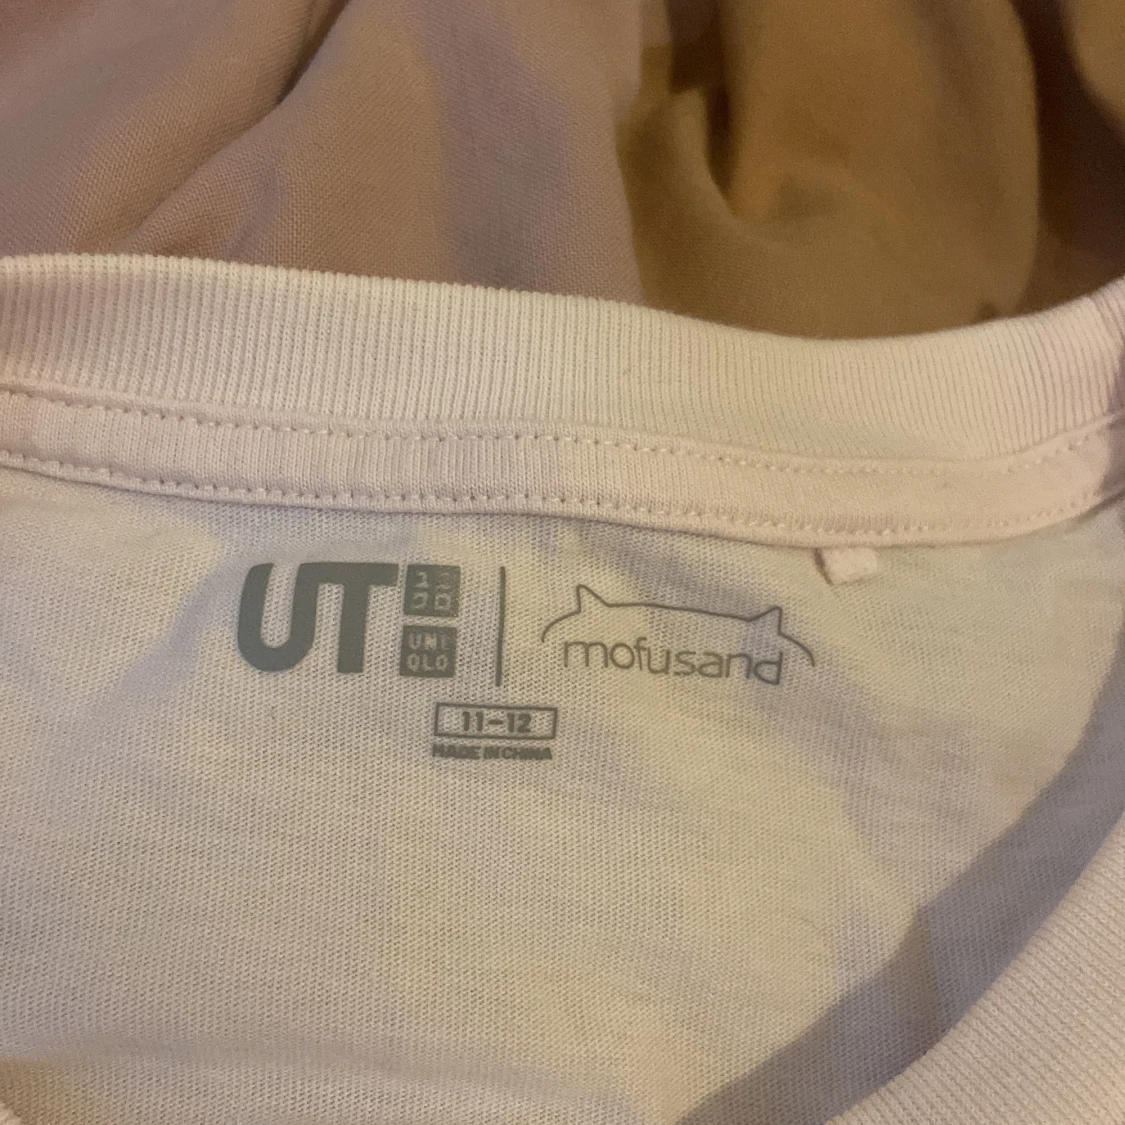 UT
ユニ
クロ
UNI
QLO
mofusand
11-12
MADE IN CHINA